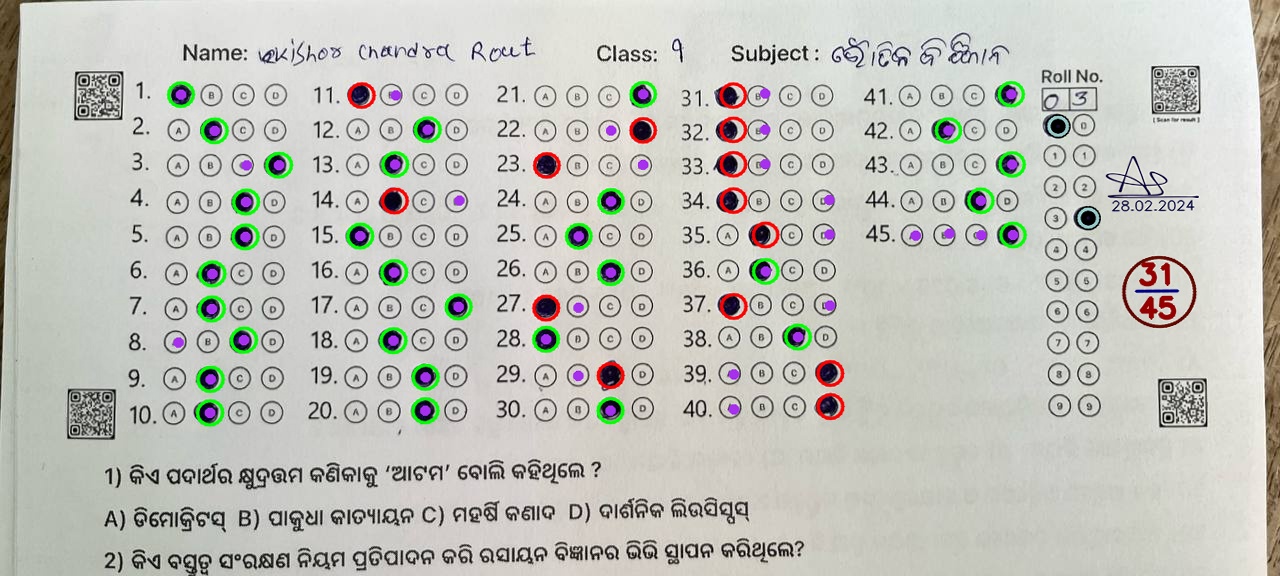 Name: Chandra Rout Class: 9 Subject: ଭୌତିକ ବିଜ୍ଞାନ
Roll No.
03
[Scan for result]
1. A B C D 11. A B C D 21. A B C D 31. A B C D 41. A B C D
2. A B C D 12. A B C D 22. A B C D 32. A B C D 42. A B C D
3. A B C D 13. A B C D 23. A B C D 33. A B C D 43. A B C D
4. A B C D 14. A B C D 24. A B C D 34. A B C D 44. A B C D
5. A B C D 15. A B C D 25. A B C D 35. A B C D 45. A B C D
6. A B C D 16. A B C D 26. A B C D 36. A B C D
7. A B C D 17. A B C D 27. A B C D 37. A B C D
8. A B C D 18. A B C D 28. A B C D 38. A B C D
9. A B C D 19. A B C D 29. A B C D 39. A B C D
10. A B C D 20. A B C D 30. A B C D 40. A B C D
0 0
1 1
2 2
3 3
4 4
5 5
6 6
7 7
8 8
9 9
28.02.2024
31
45
1) କିଏ ପଦାର୍ଥର କ୍ଷୁଦ୍ରତମ କଣିକାକୁ ‘ଆଟମ’ ବୋଲି କହିଥିଲେ ?
A) ଡିମୋକ୍ରିଟସ୍ B) ପାକୁଧା କାତ୍ୟାୟନ C) ମହର୍ଷି କଣାଦ D) ଦାର୍ଶନିକ ଲିଉସିସ୍ପସ୍
2) କିଏ ବସ୍ତୁତ୍ୱ ସଂରକ୍ଷଣ ନିୟମ ପ୍ରତିପାଦନ କରି ରସାୟନ ବିଜ୍ଞାନର ଭିତ୍ତି ସ୍ଥାପନ କରିଥିଲେ?